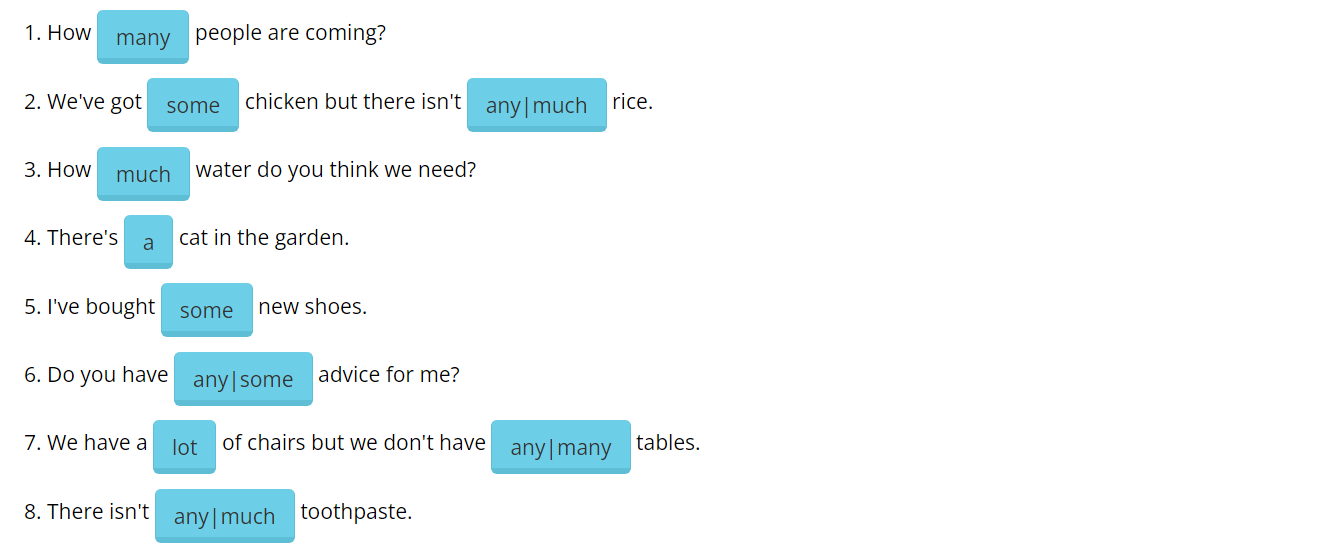 1. How many people are coming?
2. We've got some chicken but there isn't any|much rice.
3. How much water do you think we need?
4. There's a cat in the garden.
5. I've bought some new shoes.
6. Do you have any|some advice for me?
7. We have a lot of chairs but we don't have any|many tables.
8. There isn't any|much toothpaste.